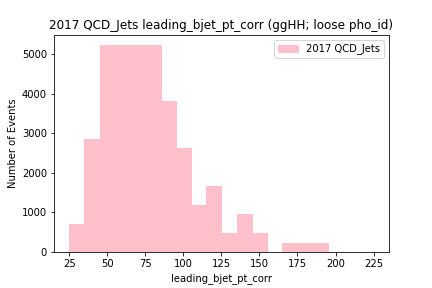 2017 QCD_Jets leading_bjet_pt_corr (ggHH; loose pho_id)
2017 QCD_Jets
5000
4000
3000
2000
1000
0
Number of Events
25 50 75 100 125 150 175 200 225
leading_bjet_pt_corr